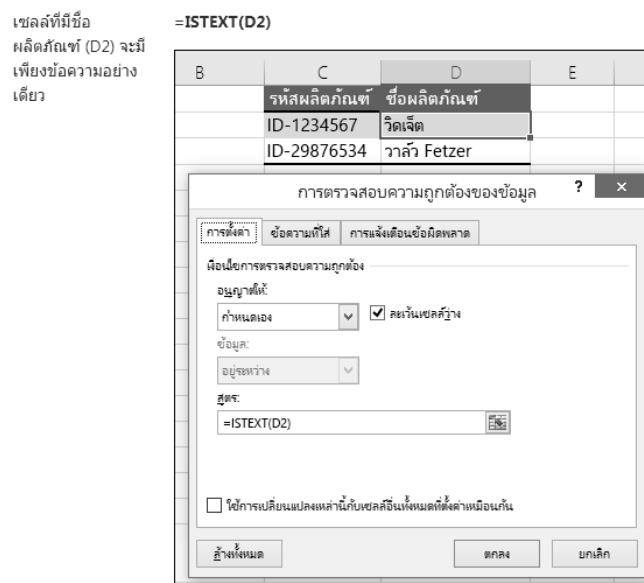 เซลล์ที่มีชื่อ
ผลิตภัณฑ์ (D2) จะมี
เพียงข้อความอย่าง
เดียว
=ISTEXT(D2)
B C D E
รหัสผลิตภัณฑ์ ชื่อผลิตภัณฑ์
ID-1234567 วิดเจ็ต
ID-29876534 วาล์ว Fetzer
การตรวจสอบความถูกต้องของข้อมูล ? ×
การตั้งค่า ข้อความที่ใส่ การแจ้งเตือนข้อผิดพลาด
เงื่อนไขการตรวจสอบความถูกต้อง
อนุญาตให้:
กำหนดเอง ละเว้นเซลล์ว่าง
ข้อมูล:
อยู่ระหว่าง
สูตร:
=ISTEXT(D2)
ใช้การเปลี่ยนแปลงเหล่านี้กับเซลล์อื่นทั้งหมดที่ตั้งค่าเหมือนกัน
ล้างทั้งหมด ตกลง ยกเลิก